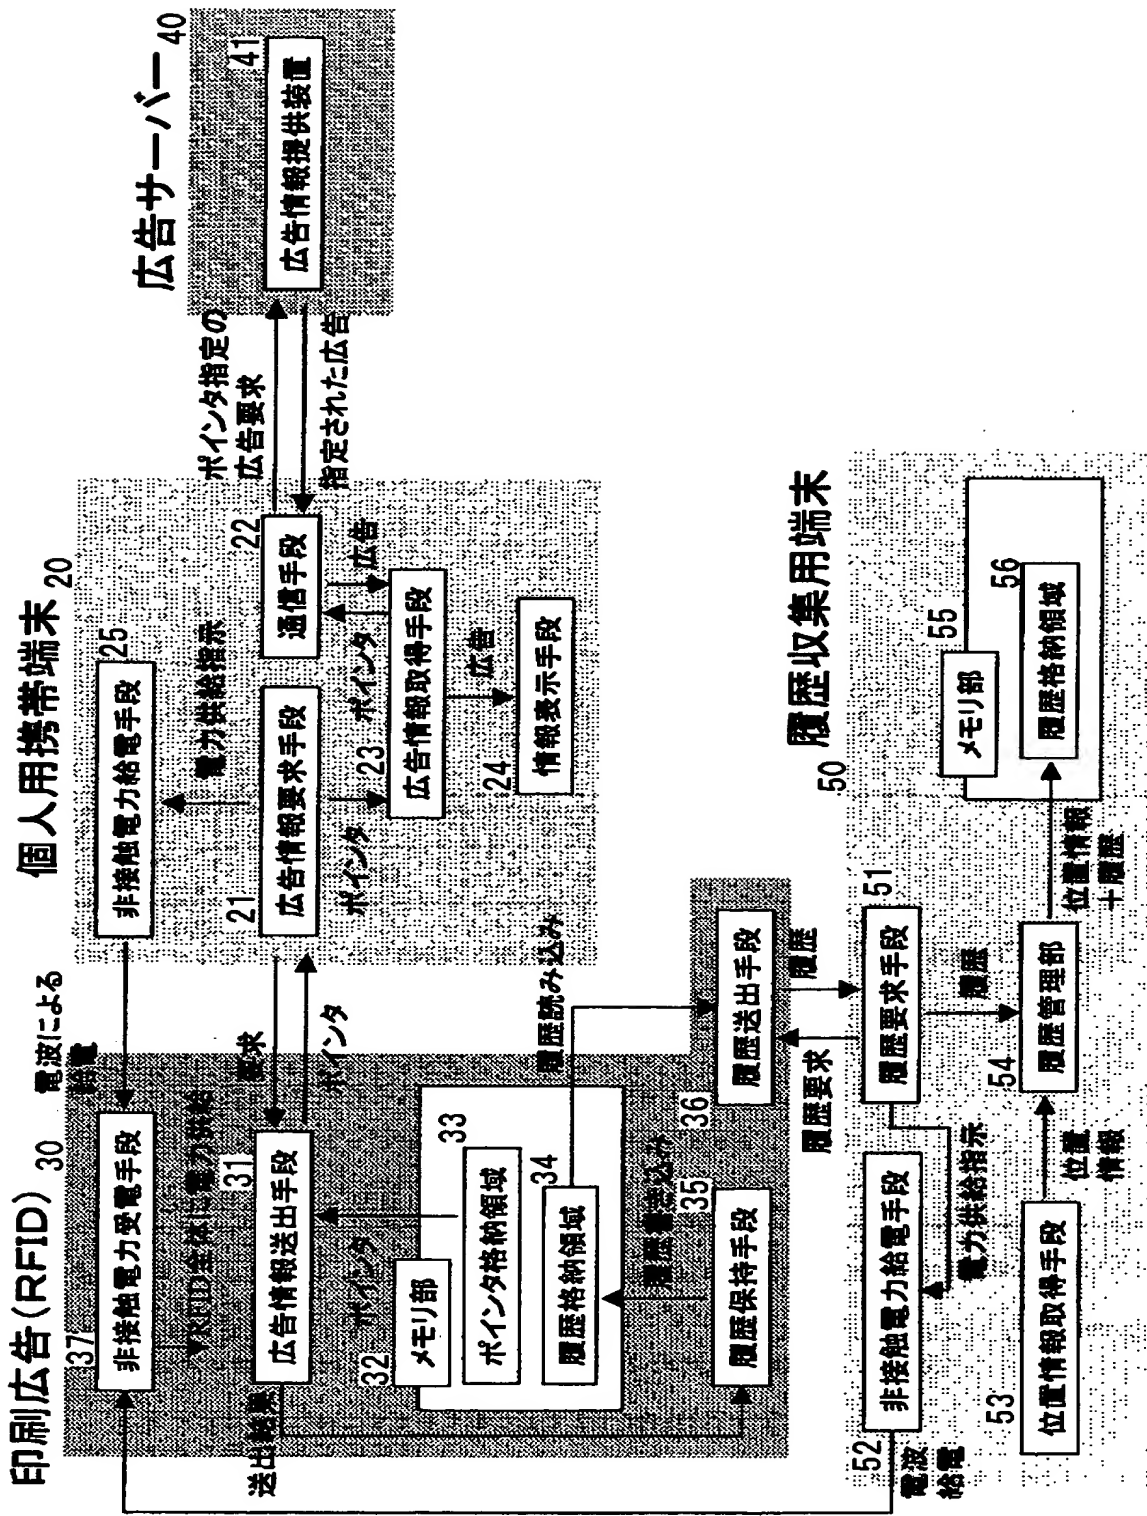 印刷広告(RFID) 30
37
非接触電力受電手段
RFID全体に電力供給
電波による
給電
31
広告情報送出手段
要求
ポインタ
送出結果
ポインタ
32
メモリ部
33
ポインタ格納領域
34
履歴格納領域
履歴読み込み
履歴書き込み
35
履歴保持手段
36
履歴送出手段
個人用携帯端末 20
25
非接触電力給電手段
電力供給指示
21
広告情報要求手段
22
通信手段
ポインタ
ポインタ
広告
23
広告情報取得手段
広告
24
情報表示手段
ポインタ指定の
広告要求
指定された広告
広告サーバー 40
41
広告情報提供装置
履歴収集用端末
50
履歴要求
履歴
51
履歴要求手段
52
非接触電力給電手段
電波
給電
電力供給指示
履歴
53
位置情報取得手段
位置
情報
54
履歴管理部
位置情報
+履歴
55
メモリ部
56
履歴格納領域